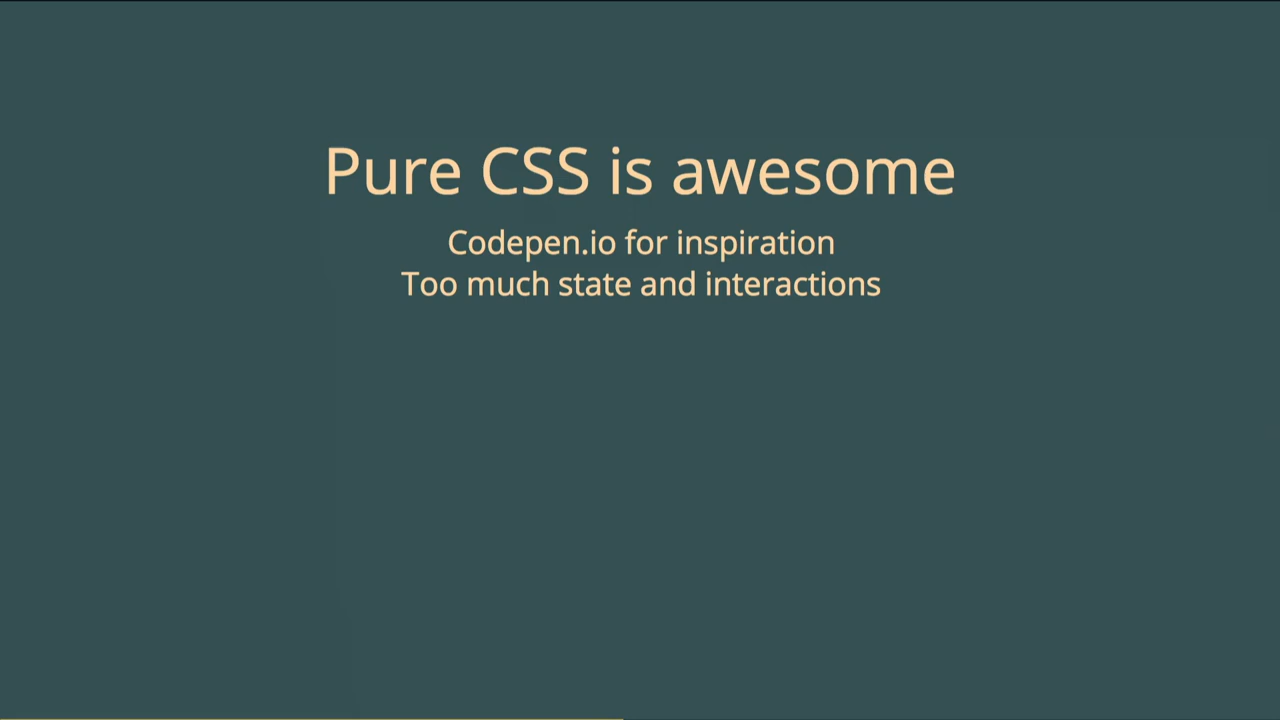 Pure CSS is awesome
Codepen.io for inspiration
Too much state and interactions